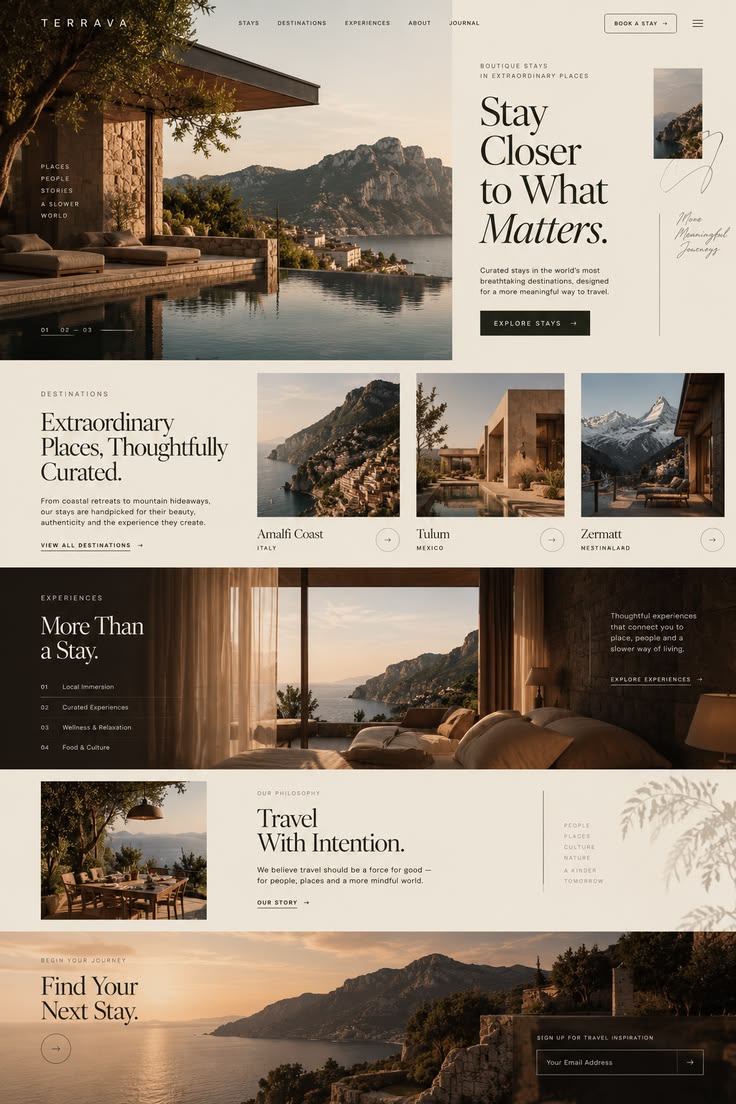 TERRAVA
STAYS
DESTINATIONS
EXPERIENCES
ABOUT
JOURNAL
BOOK A STAY →
PLACES
PEOPLE
STORIES
A SLOWER
WORLD
01 02 — 03
BOUTIQUE STAYS
IN EXTRAORDINARY PLACES
Stay
Closer
to What
Matters.
Curated stays in the world's most
breathtaking destinations, designed
for a more meaningful way to travel.
EXPLORE STAYS →
More
Meaningful
Journeys
DESTINATIONS
Extraordinary
Places, Thoughtfully
Curated.
From coastal retreats to mountain hideaways,
our stays are handpicked for their beauty,
authenticity and the experience they create.
VIEW ALL DESTINATIONS →
Amalfi Coast
ITALY
→
Tulum
MEXICO
→
Zermatt
MESTINALARD
→
EXPERIENCES
More Than
a Stay.
01 Local Immersion
02 Curated Experiences
03 Wellness & Relaxation
04 Food & Culture
Thoughtful experiences
that connect you to
place, people and a
slower way of living.
EXPLORE EXPERIENCES →
OUR PHILOSOPHY
Travel
With Intention.
We believe travel should be a force for good —
for people, places and a more mindful world.
OUR STORY →
PEOPLE
PLACES
CULTURE
NATURE
A KINDER
TOMORROW
BEGIN YOUR JOURNEY
Find Your
Next Stay.
→
SIGN UP FOR TRAVEL INSPIRATION
Your Email Address →